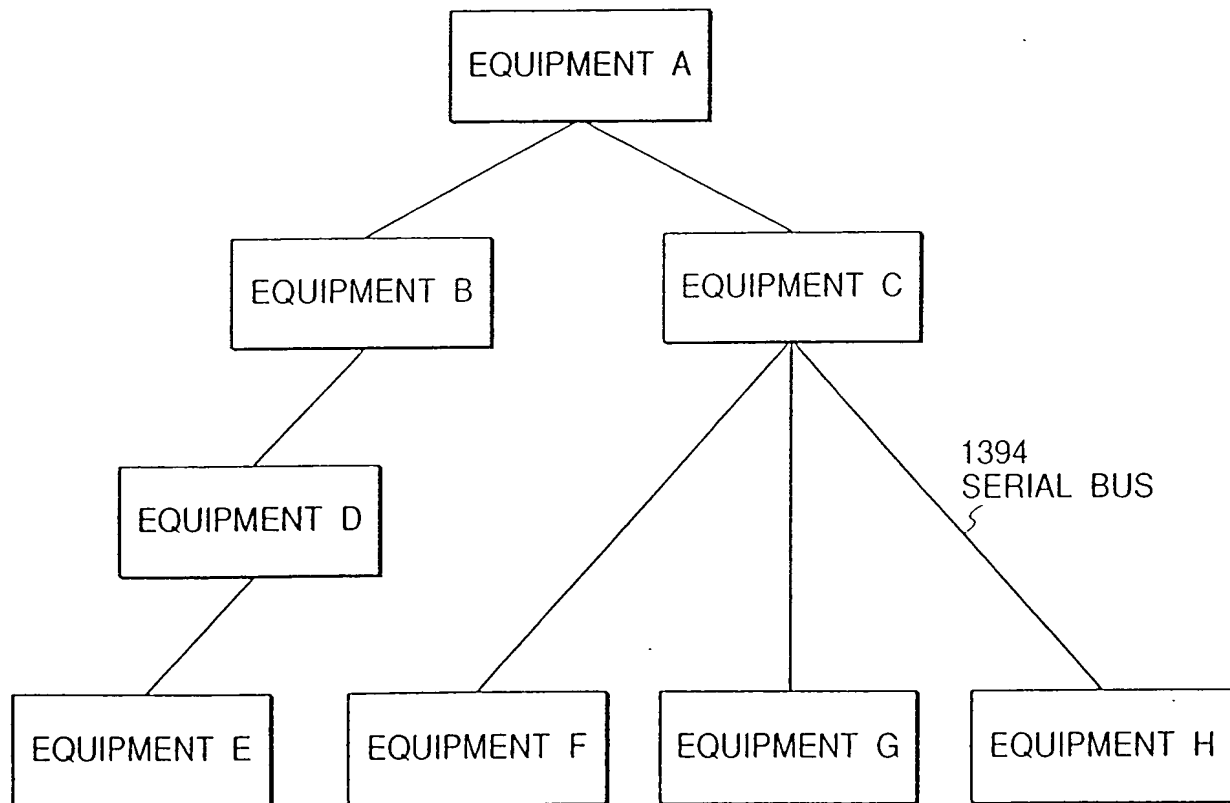 EQUIPMENT A
EQUIPMENT B
EQUIPMENT C
1394
SERIAL BUS
EQUIPMENT D
EQUIPMENT E
EQUIPMENT F
EQUIPMENT G
EQUIPMENT H